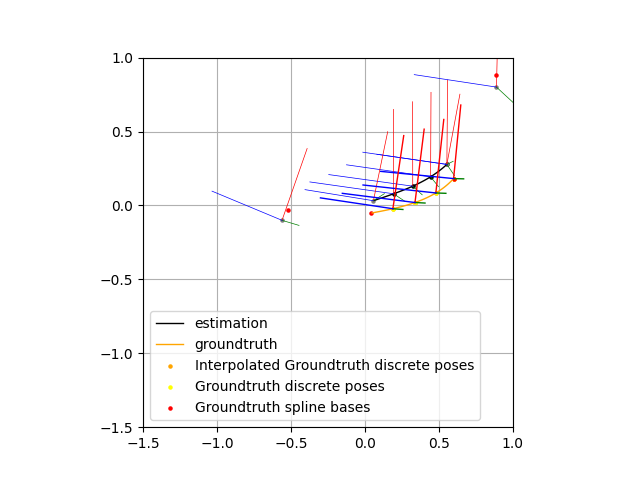 1.0
0.5
0.0
−0.5
−1.0
−1.5
estimation
groundtruth
Interpolated Groundtruth discrete poses
Groundtruth discrete poses
Groundtruth spline bases
−1.5 −1.0 −0.5 0.0 0.5 1.0